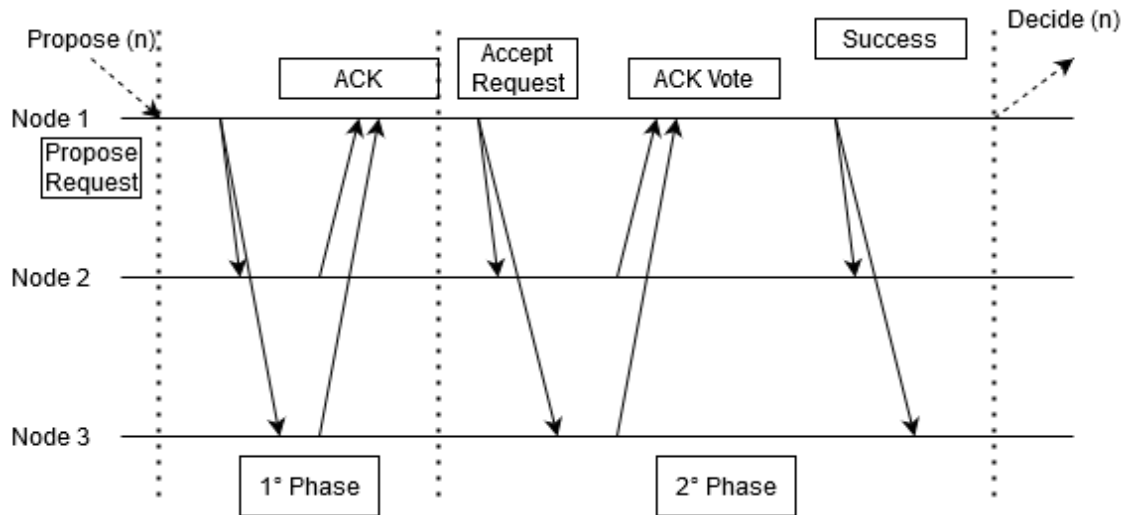 Propose (n)
ACK
Accept
Request
ACK Vote
Success
Decide (n)
Node 1
Propose
Request
Node 2
Node 3
1° Phase
2° Phase